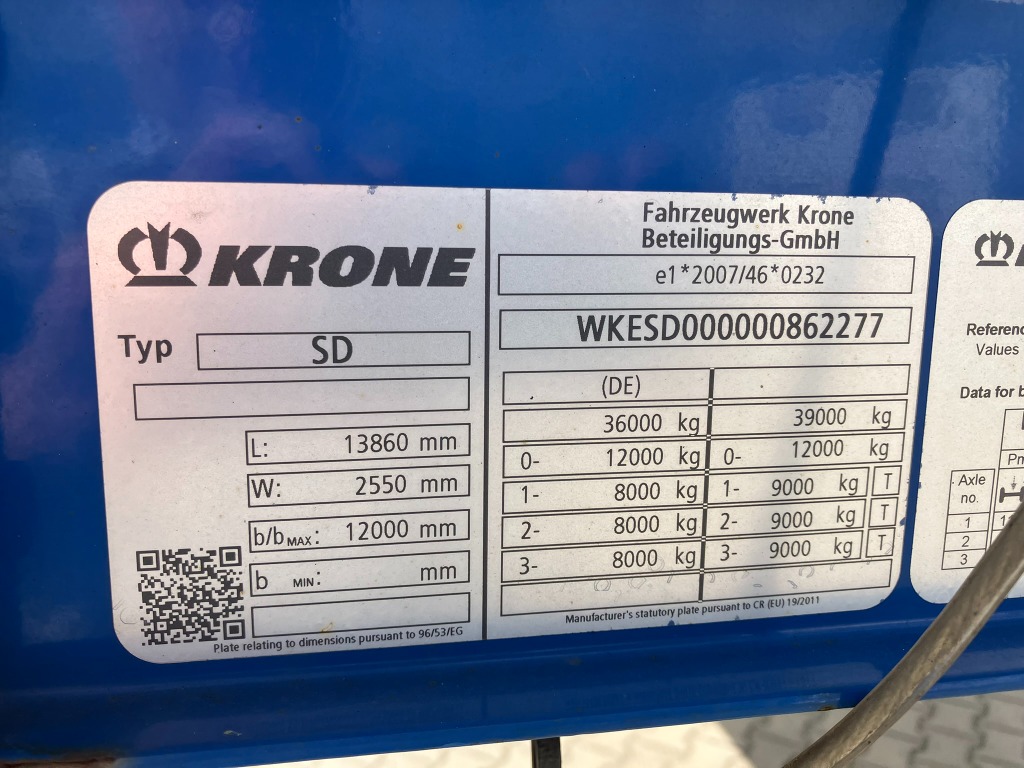 KRONE
Typ SD
L: 13860 mm
W: 2550 mm
b/b MAX: 12000 mm
b MIN: mm
Plate relating to dimensions pursuant to 96/53/EG
Fahrzeugwerk Krone
Beteiligungs-GmbH
e1*2007/46*0232
WKESD000000862277
(DE)
36000 kg 39000 kg
0- 12000 kg 0- 12000 kg
1- 8000 kg 1- 9000 kg T
2- 8000 kg 2- 9000 kg T
3- 8000 kg 3- 9000 kg T
Manufacturer's statutory plate pursuant to CR (EU) 19/2011
Values
Data for
Axle
no.
1
2
3